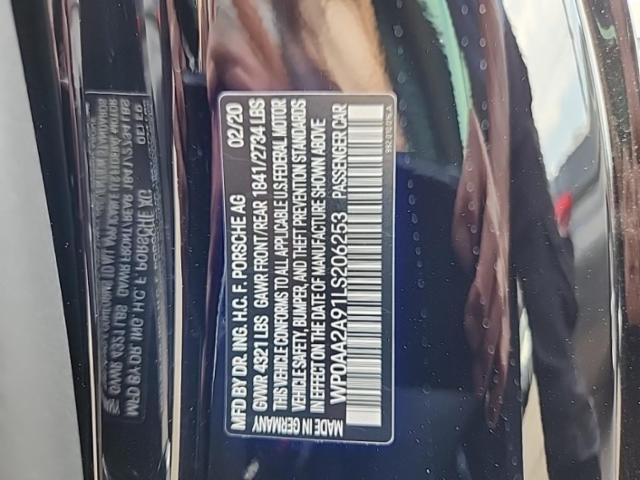 MFD BY DR. ING. H.C. F. PORSCHE AG 02/20
GVWR 4321 LBS GAWR FRONT/REAR 1841/2734 LBS
THIS VEHICLE CONFORMS TO ALL APPLICABLE U.S. FEDERAL MOTOR
VEHICLE SAFETY, BUMPER, AND THEFT PREVENTION STANDARDS
IN EFFECT ON THE DATE OF MANUFACTURE SHOWN ABOVE
WP0AA2A91LS206253 PASSENGER CAR
MADE IN GERMANY